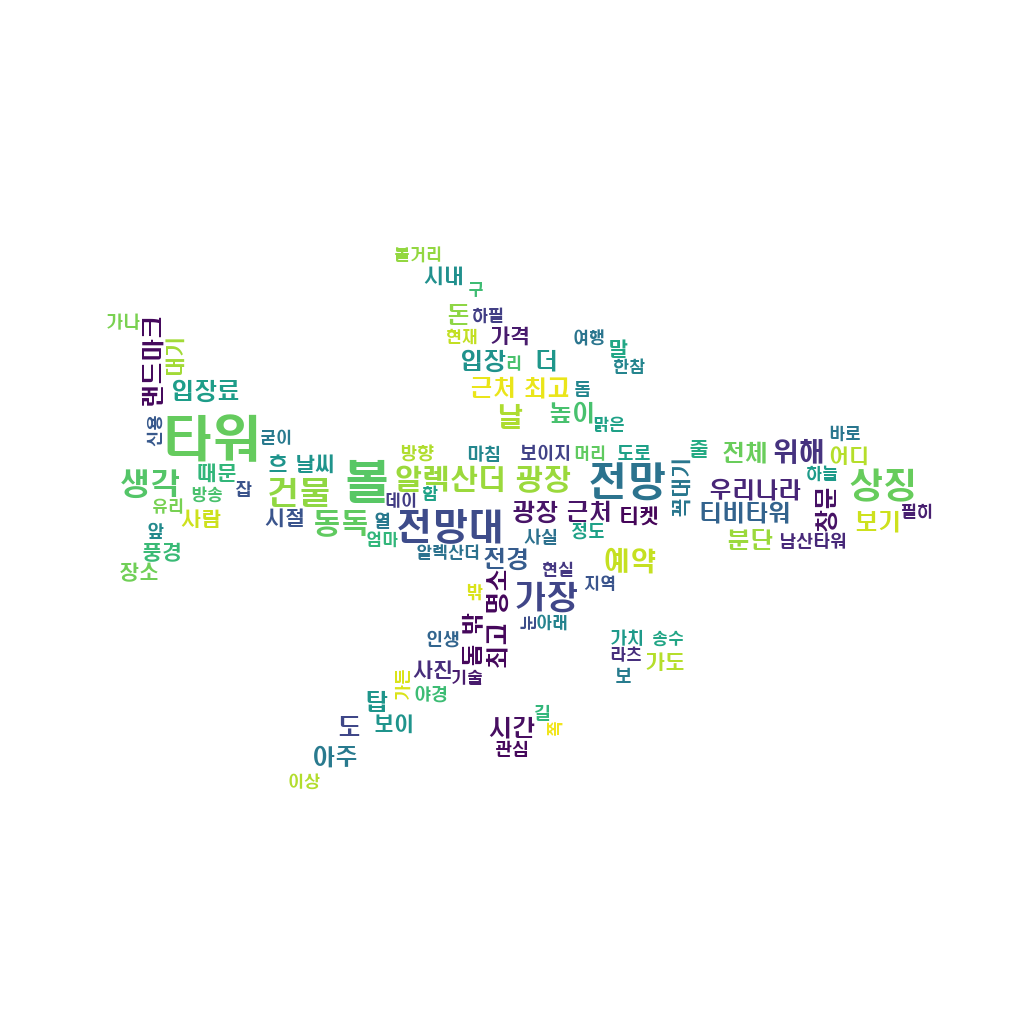 볼거리
시내
구
가나
돈
하필
랜드마크
현재
가격
여행
말
대기
입장
리
더
한참
입장료
근처 최고
돔
날
높이
맑은
신용
타워
굳이
바로
방향
마침
보이지
머리
도로
줄
전체
위해
어디
흐
날씨
생각
때문
볼
알렉산더 광장
전망
꼭대기
하늘
상징
방송
잡
건물
데이
함
우리나라
유리
사람
시절
동독
열
전망대
광장 근처
티켓
티비타워
창문
보기
필히
앞
엄마
사실
정도
분단
남산타워
풍경
알렉산더
전경
예약
장소
현실
지역
밖
최고 명소
가장
돔 밖
뷰
아래
인생
가치
송수
사진
기술
라츠
가도
가든
야경
보
탑
도
보이
시간
길
짝
아주
관심
이상